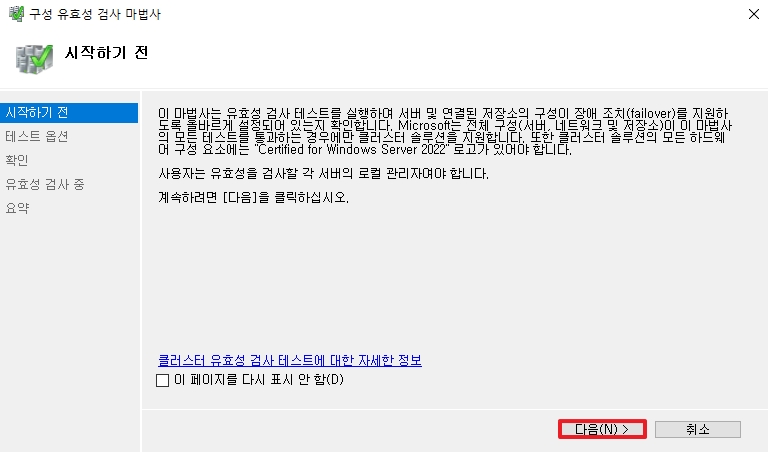 구성 유효성 검사 마법사
시작하기 전
시작하기 전
테스트 옵션
확인
유효성 검사 중
요약
이 마법사는 유효성 검사 테스트를 실행하여 서버 및 연결된 저장소의 구성이 장애 조치(failover)를 지원하
도록 올바르게 설정되어 있는지 확인합니다. Microsoft는 전체 구성(서버, 네트워크 및 저장소)이 이 마법사
의 모든 테스트를 통과하는 경우에만 클러스터 솔루션을 지원합니다. 또한 클러스터 솔루션의 모든 하드웨
어 구성 요소에는 "Certified for Windows Server 2022" 로고가 있어야 합니다.
사용자는 유효성을 검사할 각 서버의 로컬 관리자여야 합니다.
계속하려면 [다음]을 클릭하십시오.
클러스터 유효성 검사 테스트에 대한 자세한 정보
이 페이지를 다시 표시 안 함(D)
다음(N) >
취소